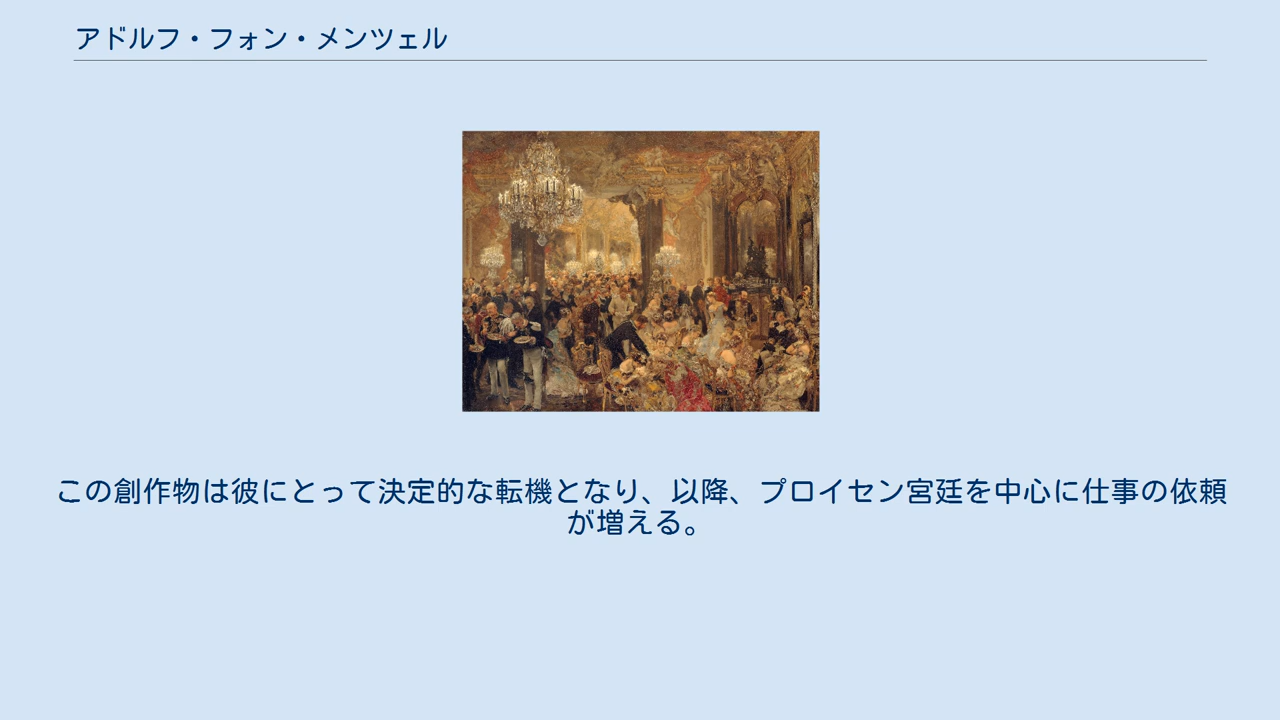 アドルフ・フォン・メンツェル
この創作物は彼にとって決定的な転機となり、以降、プロイセン宮廷を中心に仕事の依頼
が増える。